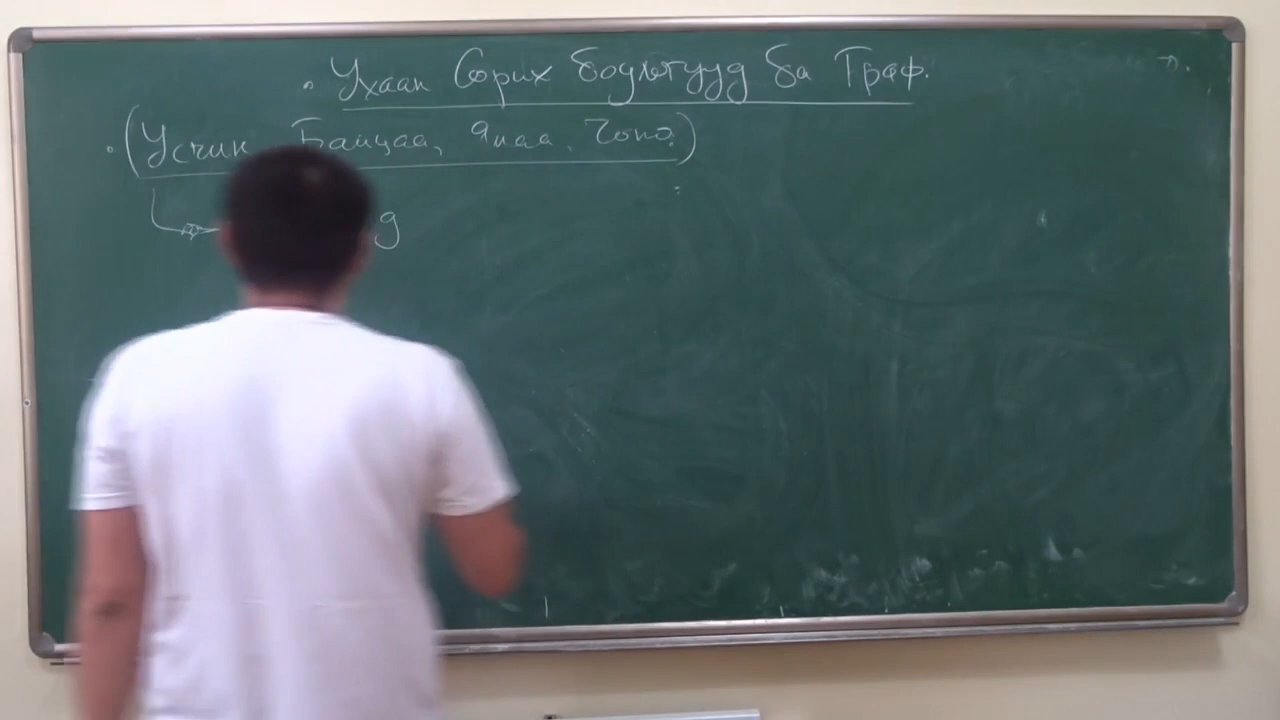 • Ухаан Сорих бодлогууд ба Граф.
• (Усчин, Байцаа, Ямаа, Чоно.)
д